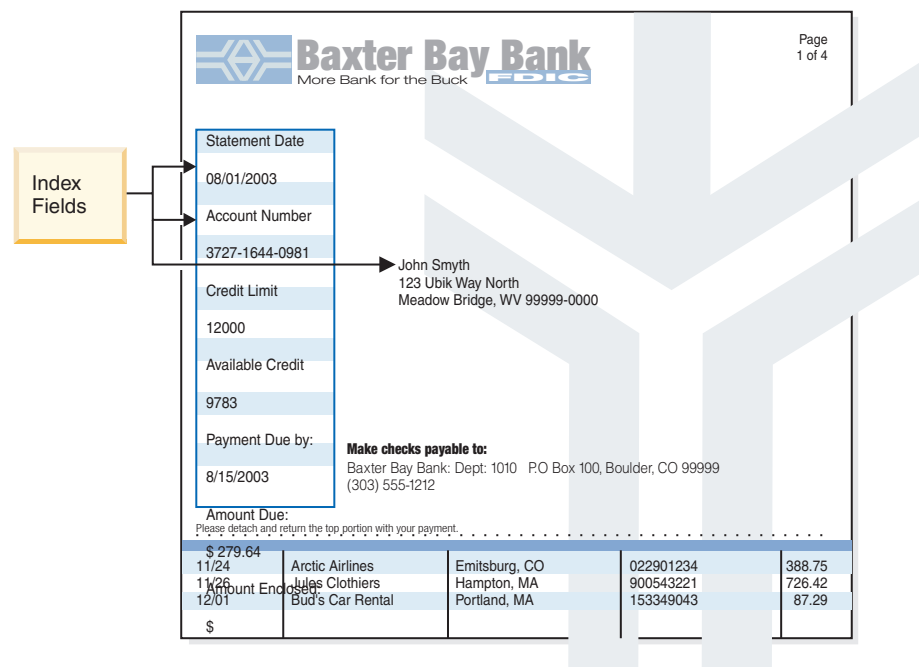 Baxter Bay Bank
More Bank for the Buck FDIC
Page
1 of 4
Index
Fields
Statement Date
08/01/2003
Account Number
3727-1644-0981
Credit Limit
12000
Available Credit
9783
Payment Due by:
8/15/2003
Amount Due:
$ 279.64
Amount Enclosed:
$
John Smyth
123 Ubik Way North
Meadow Bridge, WV 99999-0000
Make checks payable to:
Baxter Bay Bank: Dept: 1010 P.O Box 100, Boulder, CO 99999
(303) 555-1212
Please detach and return the top portion with your payment.
11/24 Arctic Airlines Emitsburg, CO 022901234 388.75
11/26 Jules Clothiers Hampton, MA 900543221 726.42
12/01 Bud's Car Rental Portland, MA 153349043 87.29